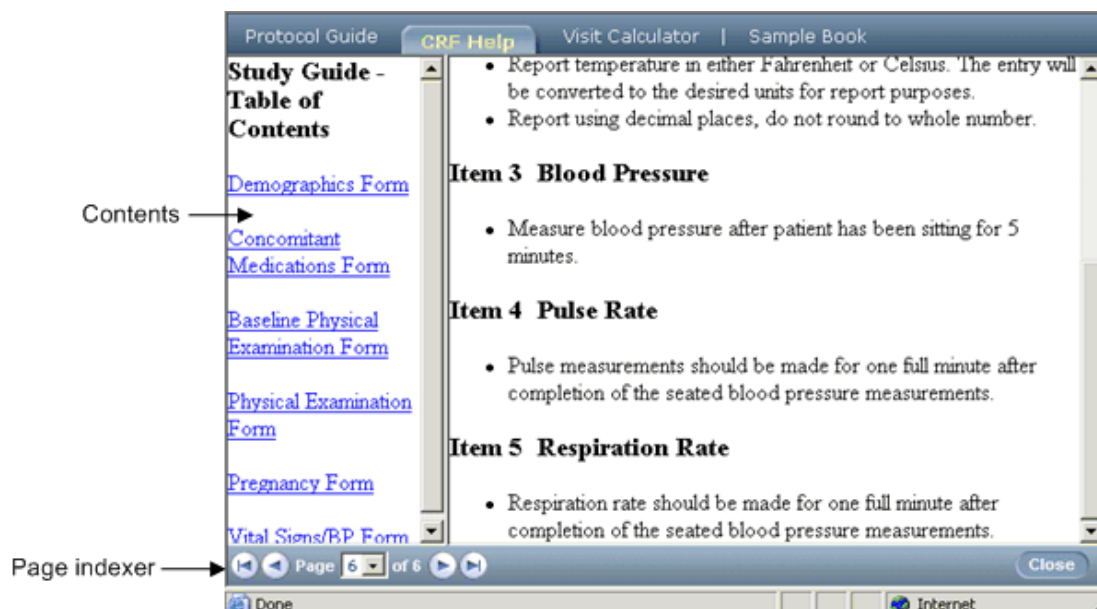 Protocol Guide CRF Help Visit Calculator | Sample Book
Study Guide -
Table of
Contents
Demographics Form
Concomitant
Medications Form
Baseline Physical
Examination Form
Physical Examination
Form
Pregnancy Form
Vital Signs/BP Form
• Report temperature in either Fahrenheit or Celsius. The entry will
be converted to the desired units for report purposes.
• Report using decimal places, do not round to whole number.
Item 3 Blood Pressure
• Measure blood pressure after patient has been sitting for 5
minutes.
Item 4 Pulse Rate
• Pulse measurements should be made for one full minute after
completion of the seated blood pressure measurements.
Item 5 Respiration Rate
• Respiration rate should be made for one full minute after
completion of the seated blood pressure measurements.
Contents
Page indexer
Page 6 of 6
Close
Done
Internet